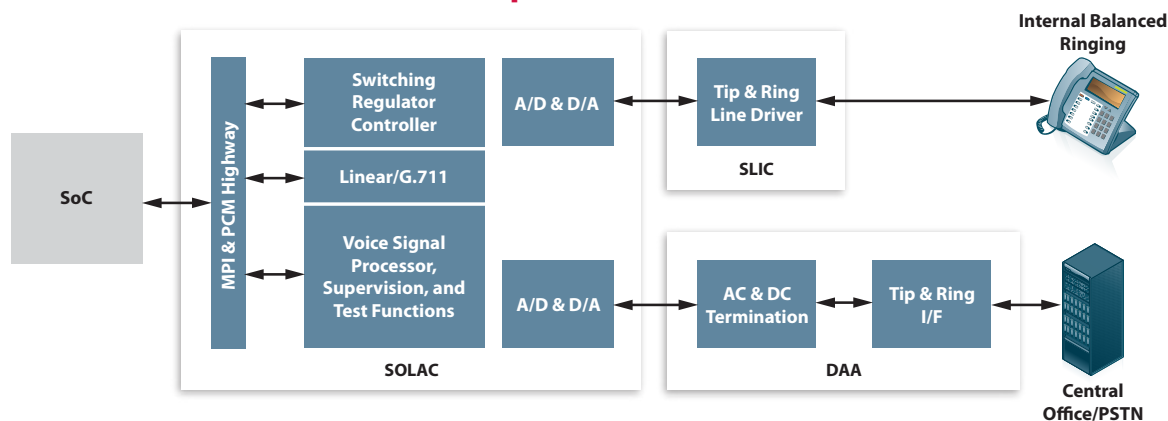 Internal Balanced
Ringing
SoC
MPI & PCM Highway
Switching
Regulator
Controller
Linear/G.711
Voice Signal
Processor,
Supervision, and
Test Functions
A/D & D/A
A/D & D/A
SOLAC
Tip & Ring
Line Driver
SLIC
AC & DC
Termination
Tip & Ring
I/F
DAA
Central
Office/PSTN